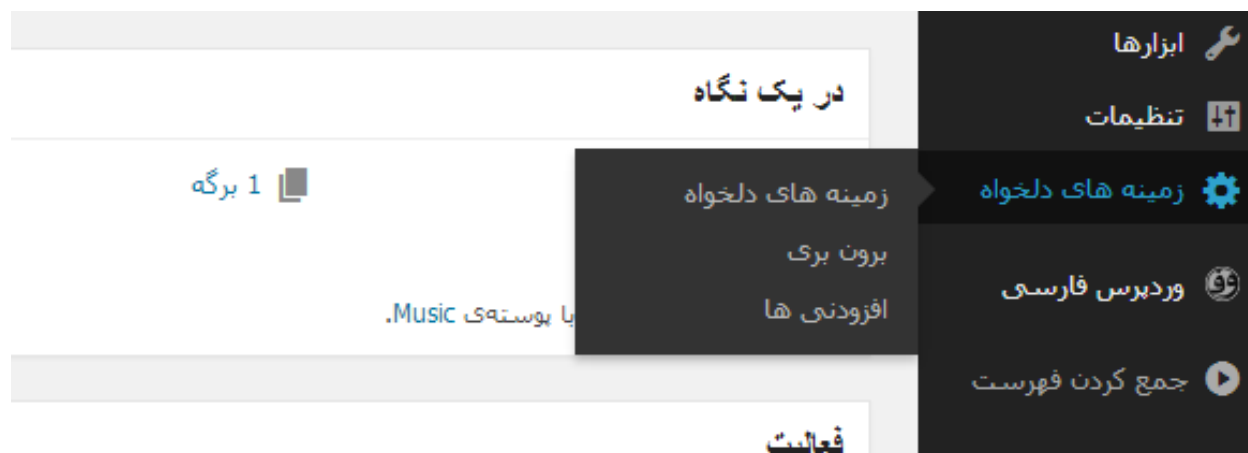 ابزارها
تنظیمات
زمینه های دلخواه
وردپرس فارسی
جمع کردن فهرست
زمینه های دلخواه
برون بری
افزودنی ها
در یک نگاه
1 برگه
با پوسته‌ی Music.
فعالیت